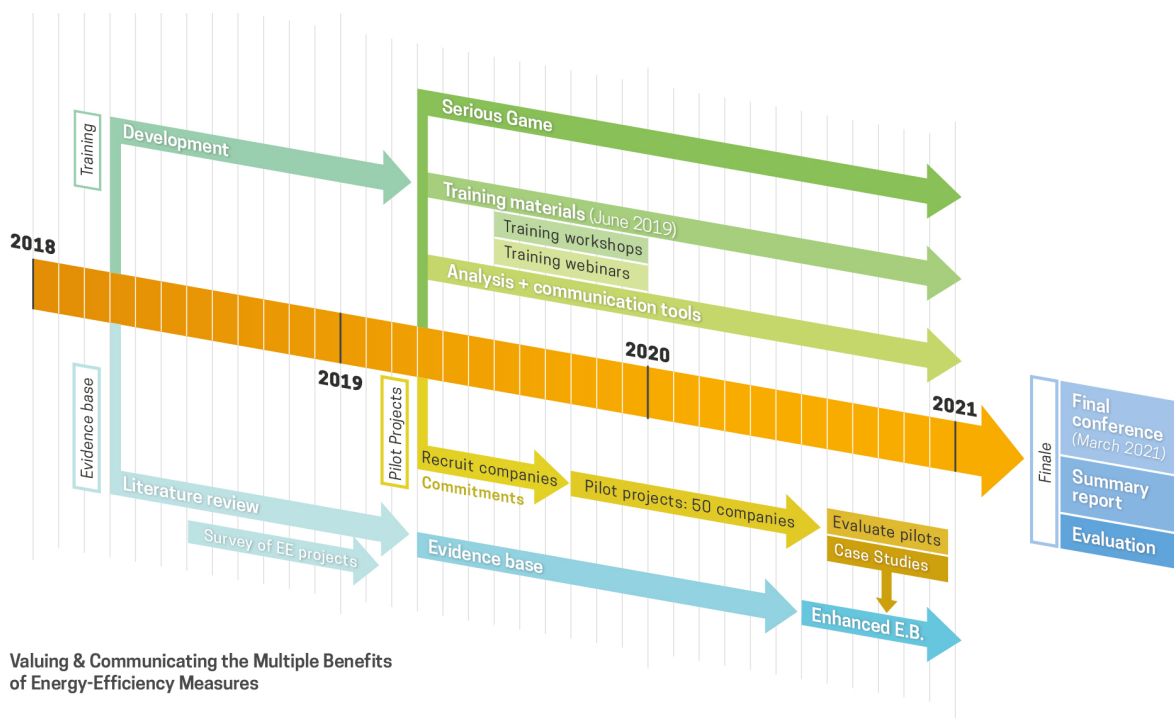 Training
Development
Serious Game
Training materials (June 2019)
Training workshops
Training webinars
Analysis + communication tools
2018
2019
2020
2021
Evidence base
Literature review
Survey of EE projects
Evidence base
Enhanced E.B.
Pilot Projects
Recruit companies
Commitments
Pilot projects: 50 companies
Evaluate pilots
Case Studies
Finale
Final
conference
(March 2021)
Summary
report
Evaluation
Valuing & Communicating the Multiple Benefits
of Energy-Efficiency Measures